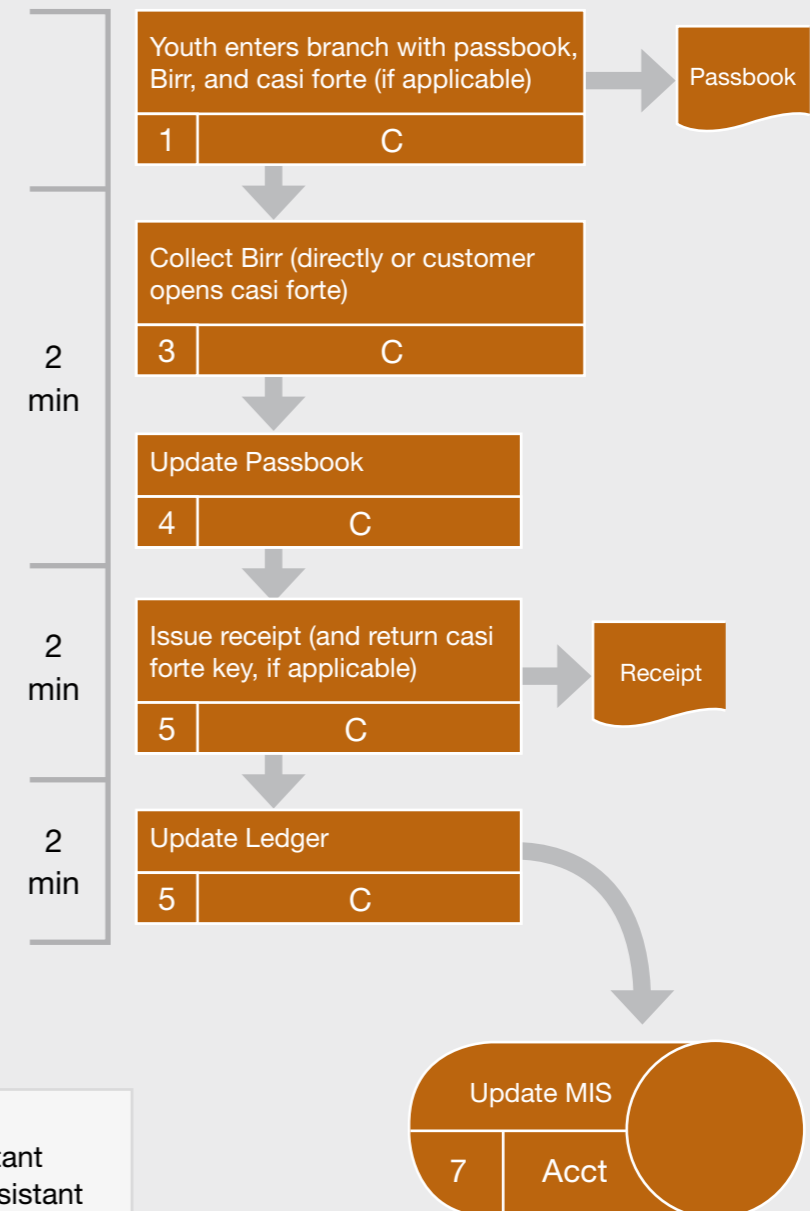 Youth enters branch with passbook,
Birr, and casi forte (if applicable)
1 C
Passbook
Collect Birr (directly or customer
opens casi forte)
3 C
2
min
Update Passbook
4 C
Issue receipt (and return casi
forte key, if applicable)
5 C
2
min
Receipt
Update Ledger
5 C
2
min
Update MIS
7 Acct